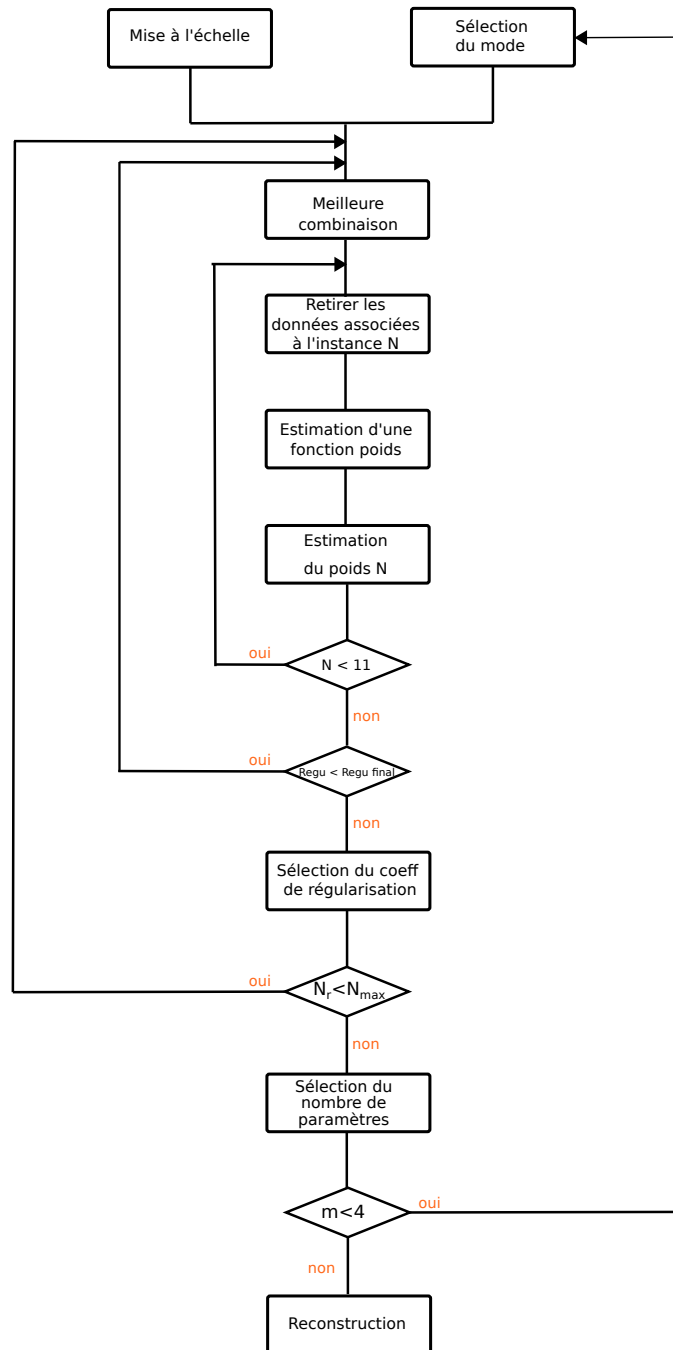 Mise à l'échelle
Sélection
du mode
Meilleure
combinaison
Retirer les
données associées
à l'instance N
Estimation d'une
fonction poids
Estimation
du poids N
oui
N < 11
non
oui
Regu < Regu final
non
Sélection du coeff
de régularisation
oui
Nr<Nmax
non
Sélection du
nombre de
paramètres
m<4
oui
non
Reconstruction